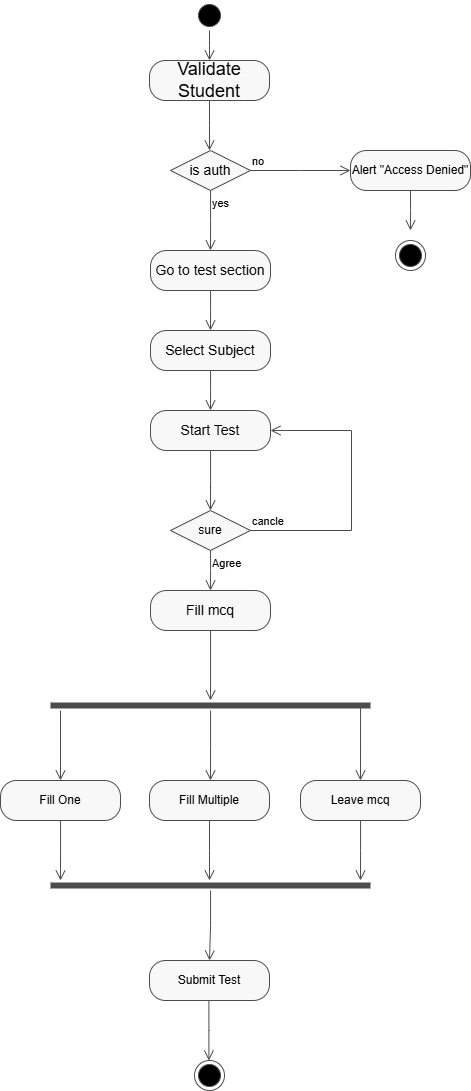 Validate
Student
is auth
no
Alert "Access Denied"
yes
Go to test section
Select Subject
Start Test
cancle
sure
Agree
Fill mcq
Fill One
Fill Multiple
Leave mcq
Submit Test